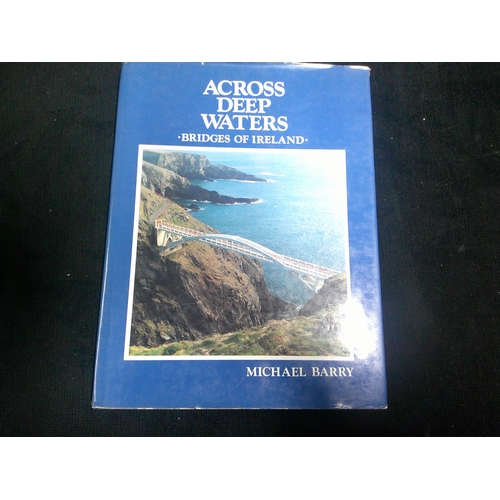 ACROSS
DEEP
WATERS
•BRIDGES OF IRELAND•
MICHAEL BARRY